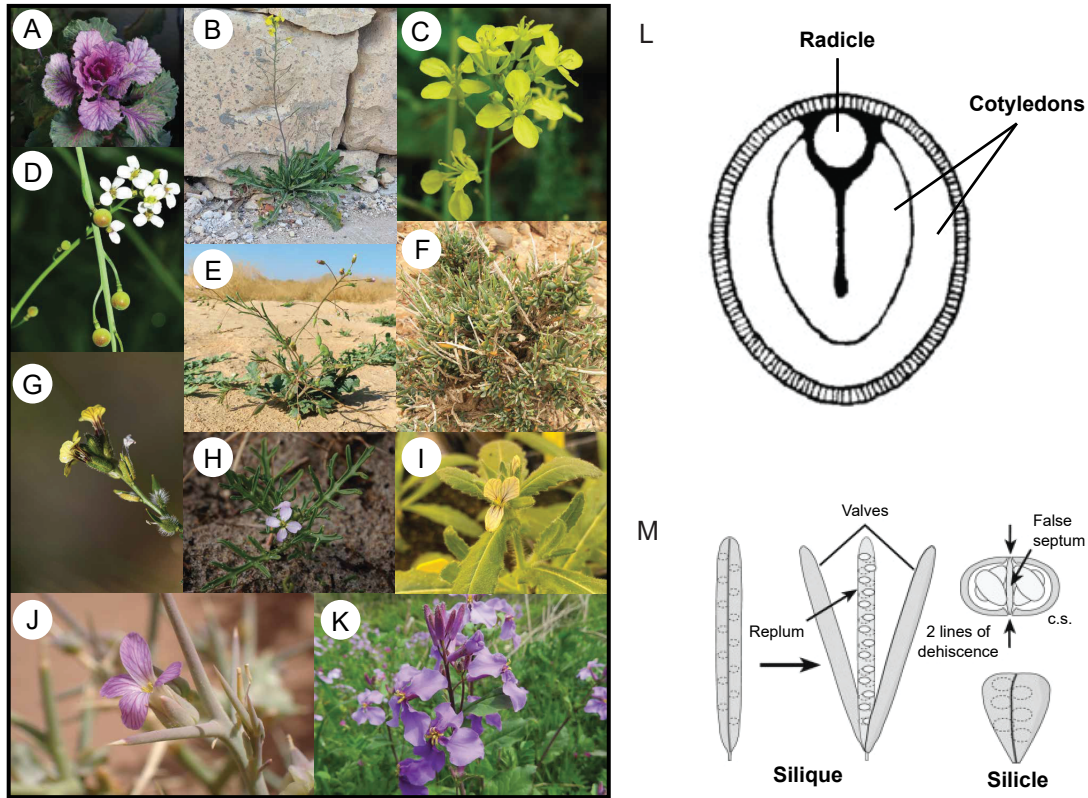 A
B
C
D
E
F
G
H
I
J
K
L
Radicle
Cotyledons
M
Valves
False
septum
c.s.
Replum
2 lines of
dehiscence
Silique
Silicle